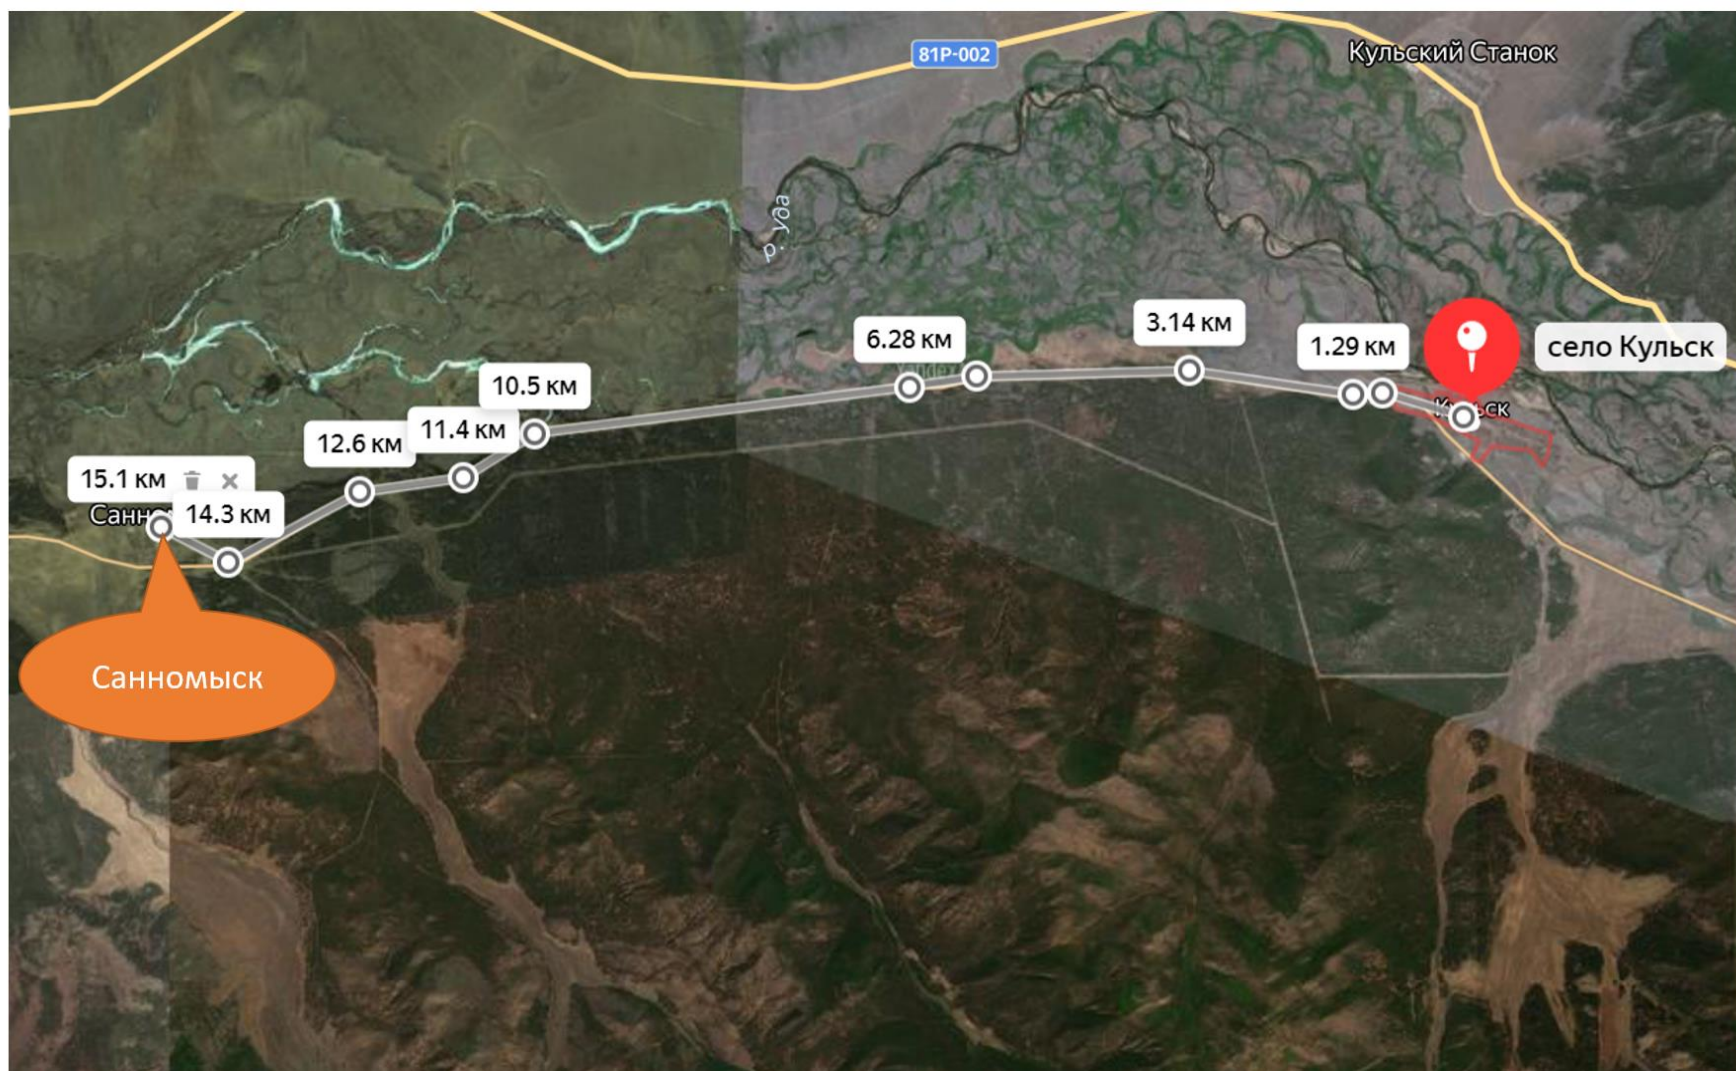 81Р-002
Кульский Станок
р. Уда
3.14 км
6.28 км
1.29 км
село Кульск
10.5 км
11.4 км
12.6 км
15.1 км
14.3 км
Санномыск